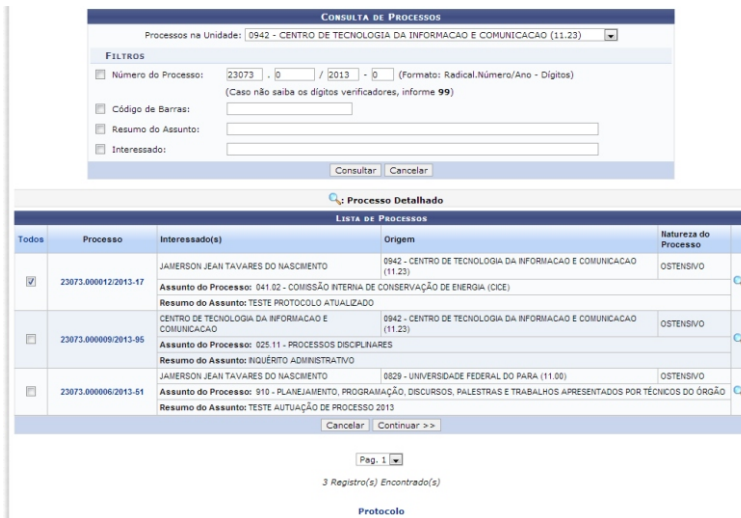 CONSULTA DE PROCESSOS
Processos na Unidade: 0942 - CENTRO DE TECNOLOGIA DA INFORMACAO E COMUNICACAO (11.23)
FILTROS
Número do Processo: 23073 . 0 / 2013 - 0 (Formato: Radical.Número/Ano - Dígitos)
(Caso não saiba os dígitos verificadores, informe 99)
Código de Barras:
Resumo do Assunto:
Interessado:
Consultar Cancelar
: Processo Detalhado
LISTA DE PROCESSOS
Todos Processo Interessado(s) Origem Natureza do Processo
23073.000012/2013-17 JAMERSON JEAN TAVARES DO NASCIMENTO 0942 - CENTRO DE TECNOLOGIA DA INFORMACAO E COMUNICACAO (11.23) OSTENSIVO
Assunto do Processo: 041.02 - COMISSÃO INTERNA DE CONSERVAÇÃO DE ENERGIA (CICE)
Resumo do Assunto: TESTE PROTOCOLO ATUALIZADO
23073.000009/2013-95 CENTRO DE TECNOLOGIA DA INFORMACAO E COMUNICACAO 0942 - CENTRO DE TECNOLOGIA DA INFORMACAO E COMUNICACAO (11.23) OSTENSIVO
Assunto do Processo: 025.11 - PROCESSOS DISCIPLINARES
Resumo do Assunto: INQUÉRITO ADMINISTRATIVO
23073.000006/2013-51 JAMERSON JEAN TAVARES DO NASCIMENTO 0829 - UNIVERSIDADE FEDERAL DO PARA (11.00) OSTENSIVO
Assunto do Processo: 910 - PLANEJAMENTO, PROGRAMAÇÃO, DISCURSOS, PALESTRAS E TRABALHOS APRESENTADOS POR TÉCNICOS DO ÓRGÃO
Resumo do Assunto: TESTE AUTUAÇÃO DE PROCESSO 2013
Cancelar Continuar >>
Pag. 1
3 Registro(s) Encontrado(s)
Protocolo